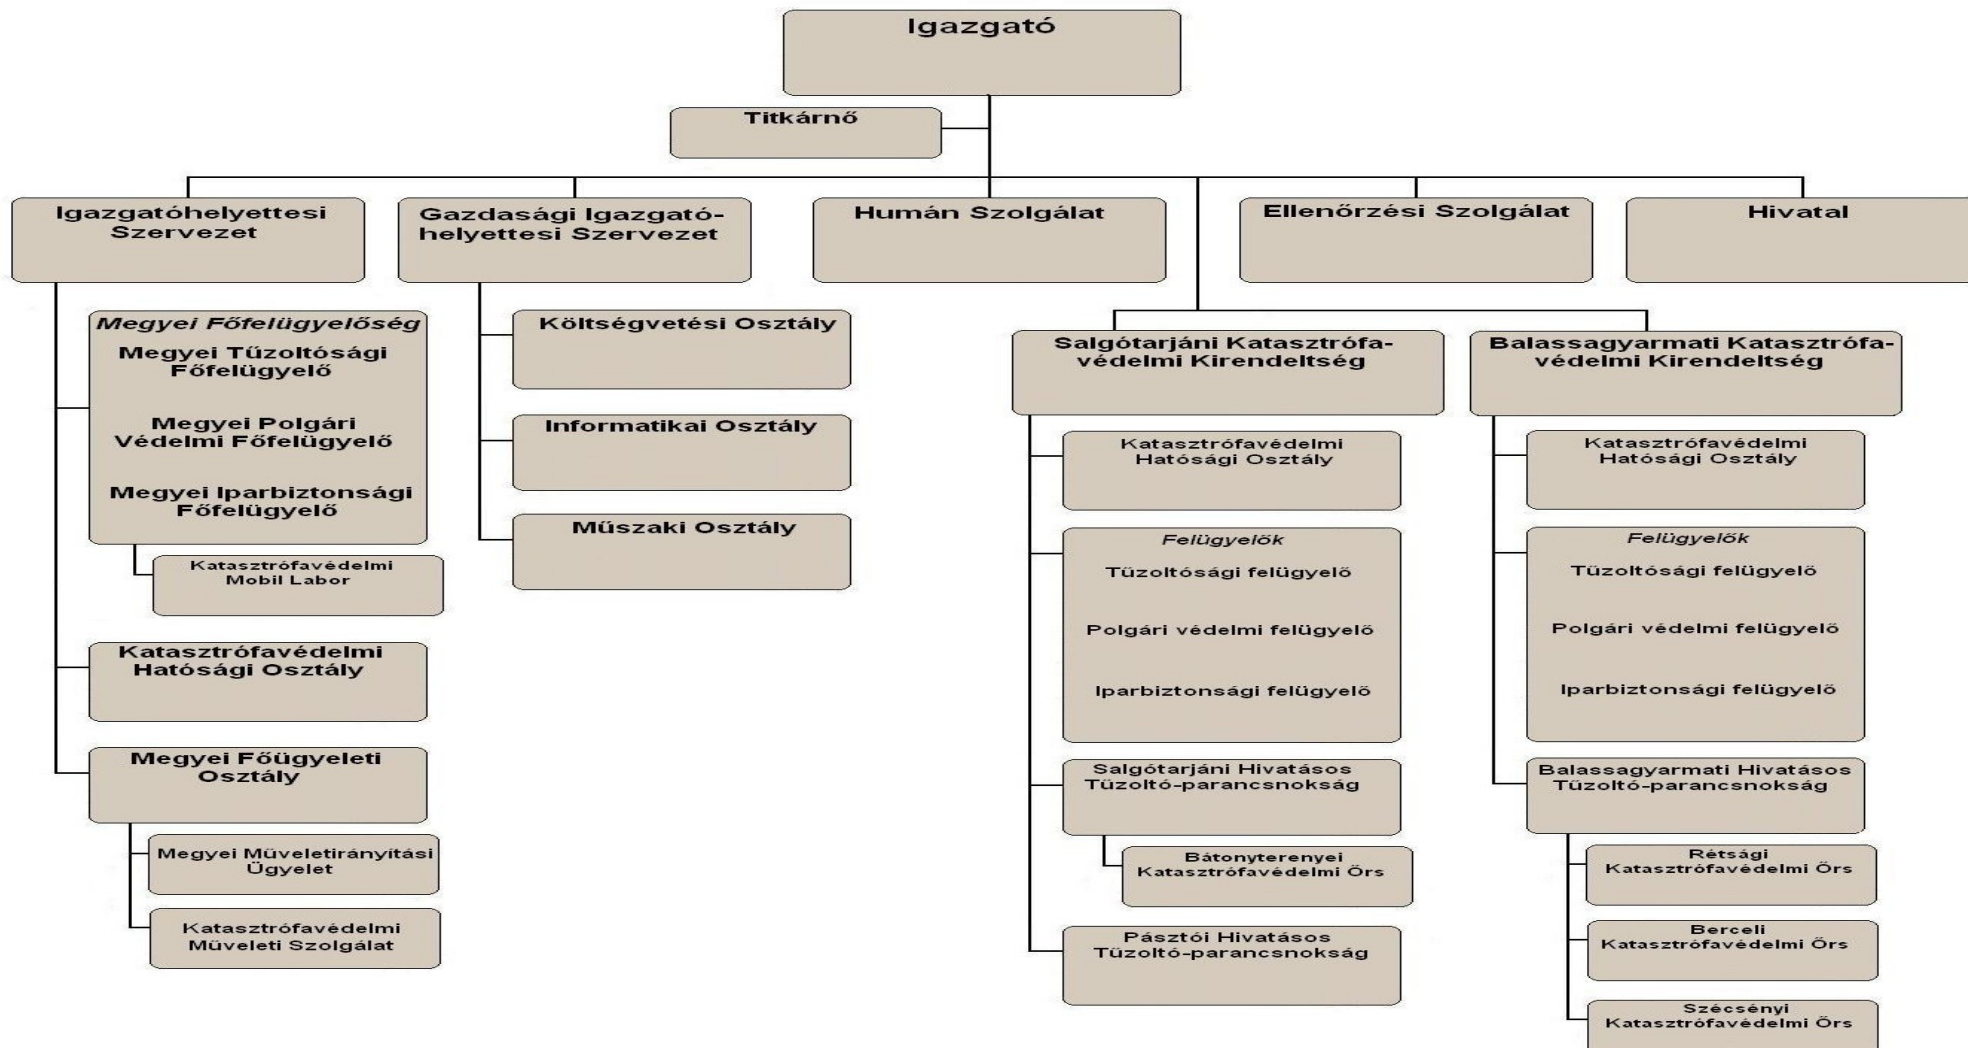 Igazgató
Titkárnő
Igazgatóhelyettesi
Szervezet
Gazdasági Igazgató-
helyettesi Szervezet
Humán Szolgálat
Ellenőrzési Szolgálat
Hivatal
Megyei Főfelügyelőség
Megyei Tűzoltósági
Főfelügyelő
Megyei Polgári
Védelmi Főfelügyelő
Megyei Iparbiztonsági
Főfelügyelő
Katasztrófavédelmi
Mobil Labor
Katasztrófavédelmi
Hatósági Osztály
Megyei Főügyeleti
Osztály
Megyei Műveletirányítási
Ügyelet
Katasztrófavédelmi
Műveleti Szolgálat
Költségvetési Osztály
Informatikai Osztály
Műszaki Osztály
Salgótarjáni Katasztrófa-
védelmi Kirendeltség
Katasztrófavédelmi
Hatósági Osztály
Felügyelők
Tűzoltósági felügyelő
Polgári védelmi felügyelő
Iparbiztonsági felügyelő
Salgótarjáni Hivatásos
Tűzoltó-parancsnokság
Bátonyterenyei
Katasztrófavédelmi Őrs
Pásztói Hivatásos
Tűzoltó-parancsnokság
Balassagyarmati Katasztrófa-
védelmi Kirendeltség
Katasztrófavédelmi
Hatósági Osztály
Felügyelők
Tűzoltósági felügyelő
Polgári védelmi felügyelő
Iparbiztonsági felügyelő
Balassagyarmati Hivatásos
Tűzoltó-parancsnokság
Rétsági
Katasztrófavédelmi Őrs
Berceli
Katasztrófavédelmi Őrs
Szécsényi
Katasztrófavédelmi Őrs